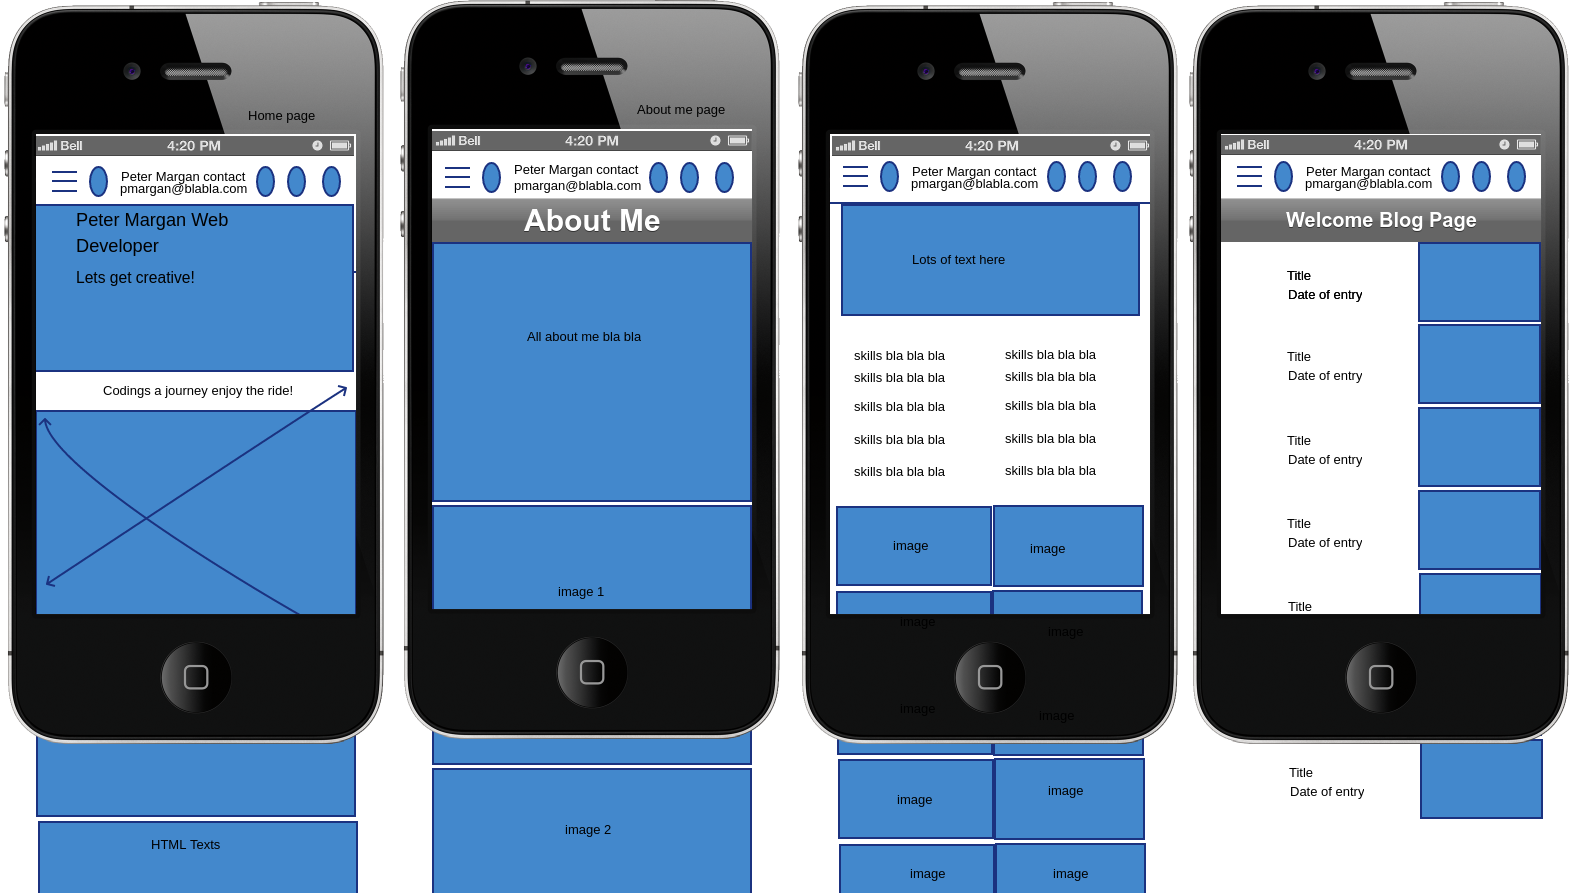 Home page
Bell 4:20 PM
Peter Margan contact
pmargan@blabla.com
Peter Margan Web
Developer
Lets get creative!
Codings a journey enjoy the ride!
HTML Texts
About me page
Bell 4:20 PM
Peter Margan contact
pmargan@blabla.com
About Me
All about me bla bla
image 1
image 2
Bell 4:20 PM
Peter Margan contact
pmargan@blabla.com
Lots of text here
skills bla bla bla skills bla bla bla
skills bla bla bla skills bla bla bla
skills bla bla bla skills bla bla bla
skills bla bla bla skills bla bla bla
skills bla bla bla skills bla bla bla
image image
image image
image image
image image
image image
Bell 4:20 PM
Peter Margan contact
pmargan@blabla.com
Welcome Blog Page
Title
Date of entry
Title
Date of entry
Title
Date of entry
Title
Date of entry
Title
Title
Date of entry